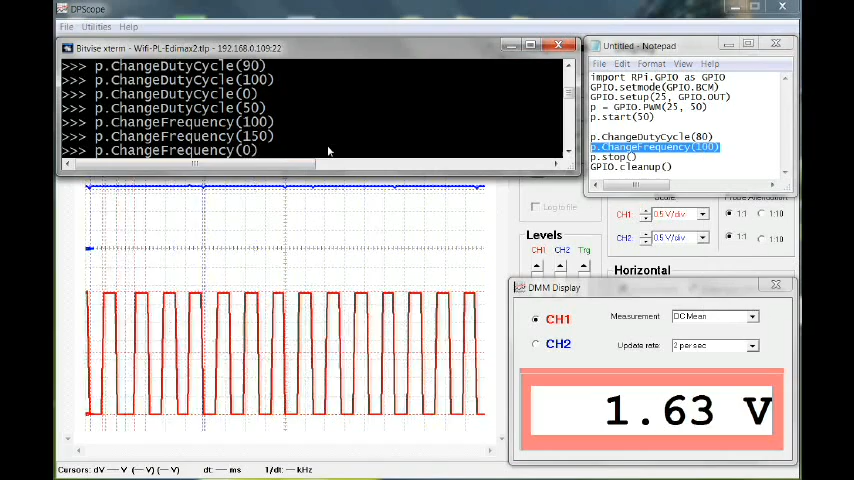 DPScope
File Utilities Help
Bitvise xterm - Wifi-PL-Edimax2.tlp - 192.168.0.109:22
>>> p.ChangeDutyCycle(90)
>>> p.ChangeDutyCycle(100)
>>> p.ChangeDutyCycle(0)
>>> p.ChangeDutyCycle(50)
>>> p.ChangeFrequency(100)
>>> p.ChangeFrequency(150)
>>> p.ChangeFrequency(0)
Untitled - Notepad
File Edit Format View Help
import RPi.GPIO as GPIO
GPIO.setmode(GPIO.BCM)
GPIO.setup(25, GPIO.OUT)
p = GPIO.PWM(25, 50)
p.start(50)
p.ChangeDutyCycle(80)
p.ChangeFrequency(100)
p.stop()
GPIO.cleanup()
Log to file
Levels
CH1 CH2 Trg
CH1: 0.5 V/div 1:1 1:10
CH2: 0.5 V/div 1:1 1:10
Horizontal
DMM Display
CH1
CH2
Measurement: DC Mean
Update rate: 2 per sec
1.63 V
Cursors: dV — V (— V) (— V) dt: — ms 1/dt: — kHz